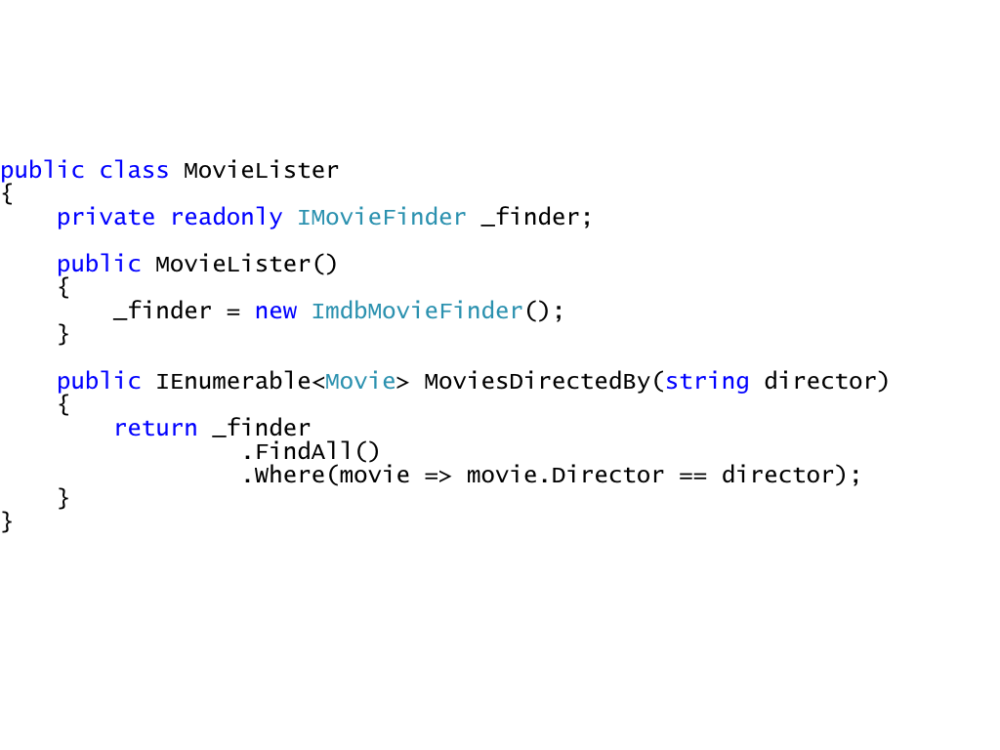 public class MovieLister
{
    private readonly IMovieFinder _finder;

    public MovieLister()
    {
        _finder = new ImdbMovieFinder();
    }

    public IEnumerable<Movie> MoviesDirectedBy(string director)
    {
        return _finder
                 .FindAll()
                 .Where(movie => movie.Director == director);
    }
}